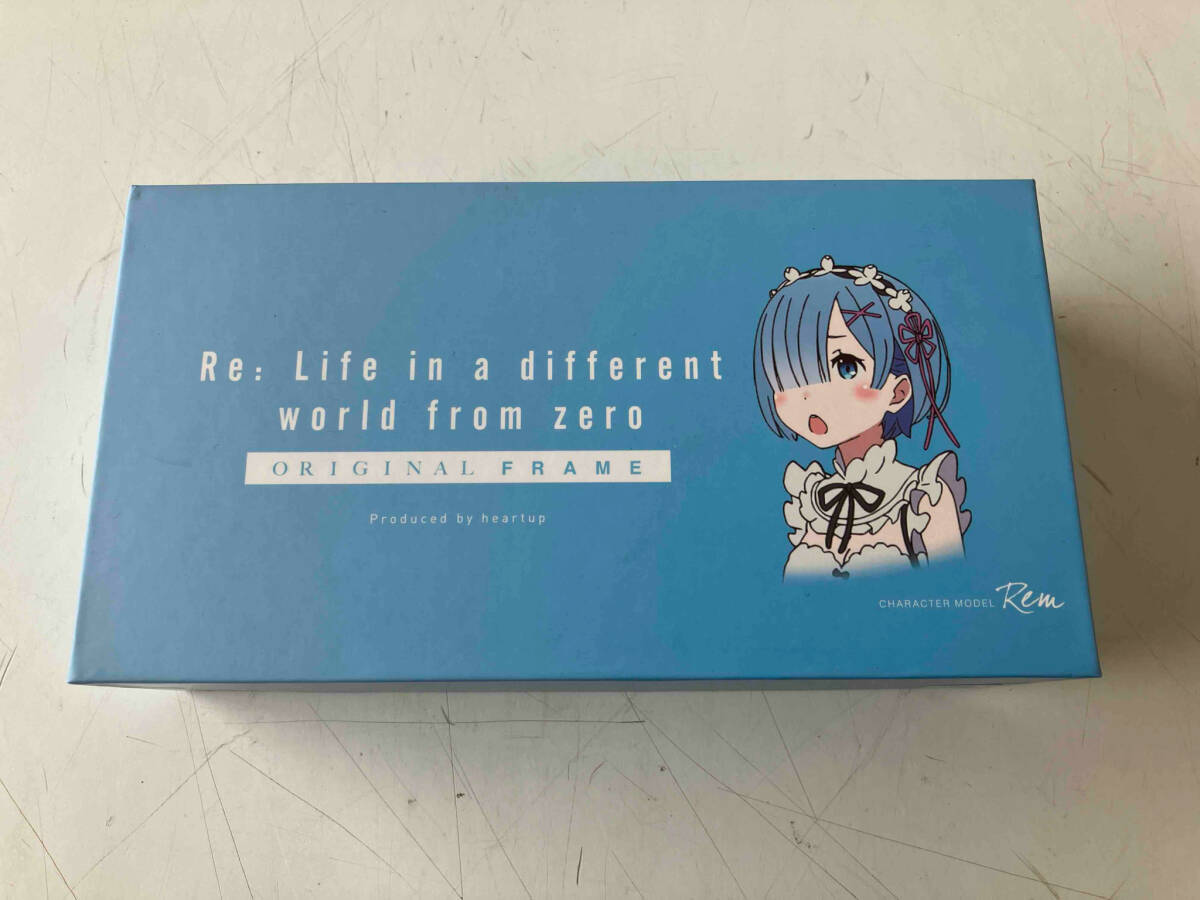 Re: Life in a different
world from zero
ORIGINAL FRAME
Produced by heartup
CHARACTER MODEL Rem